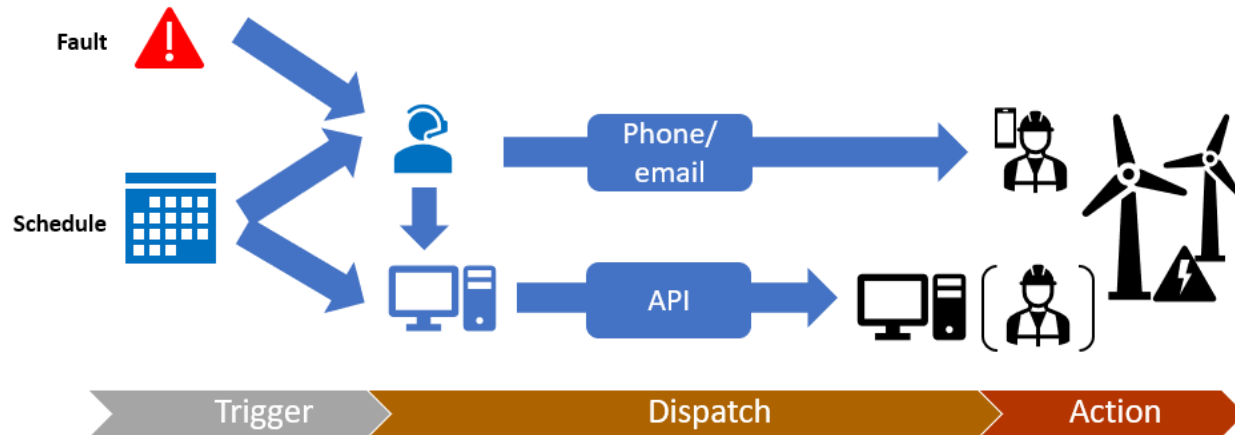 Fault
Phone/
email
Schedule
API
Trigger
Dispatch
Action